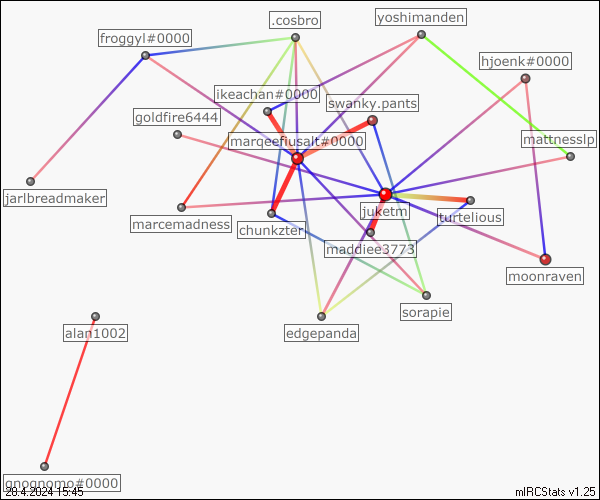 .cosbro
yoshimanden
froggyl#0000
hjoenk#0000
ikeachan#0000
swanky.pants
goldfire6444
marqeefiusalt#0000
mattnesslp
jarlbreadmaker
juketm
turtelious
marcemadness
chunkzter
maddiee3773
moonraven
sorapie
edgepanda
alan1002
gnognomo#0000
28.4.2024 15:45
mIRCStats v1.25